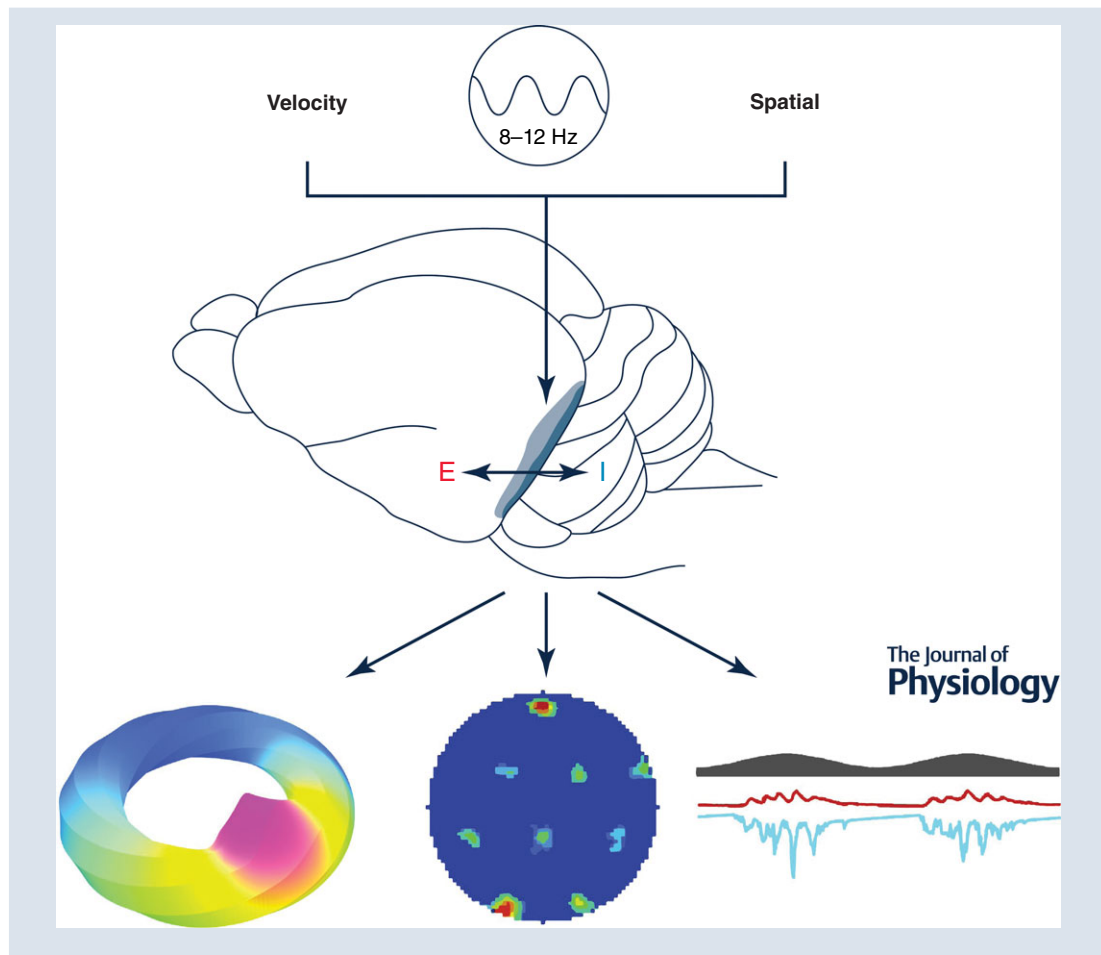 Velocity
8–12 Hz
Spatial
E
I
The Journal of
Physiology